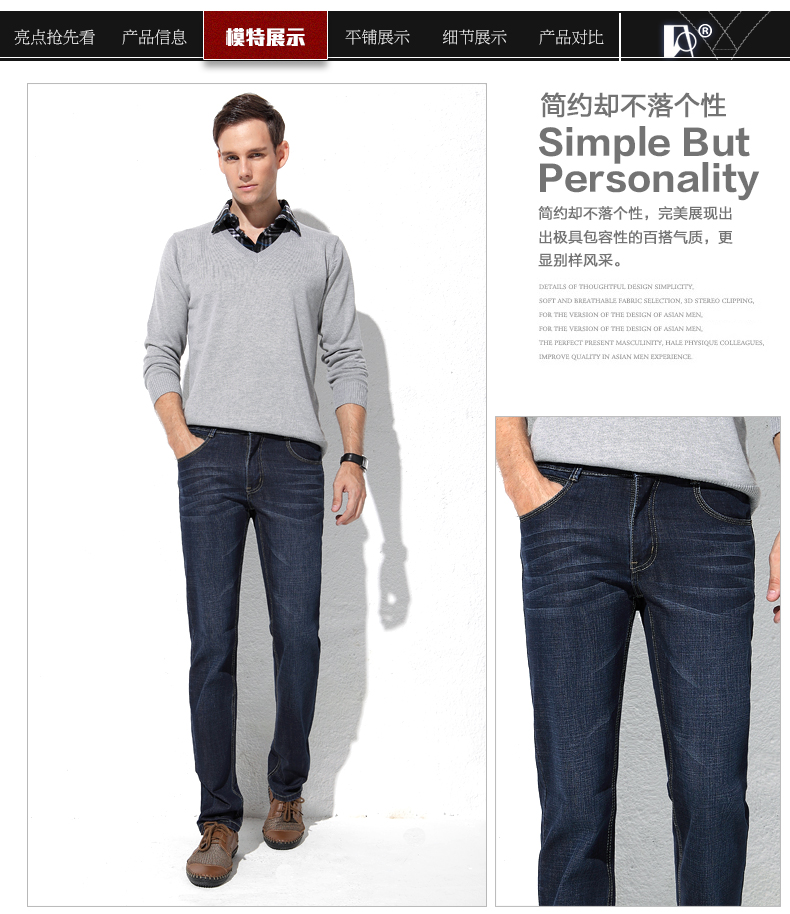 亮点抢先看 产品信息 模特展示 平铺展示 细节展示 产品对比
®
简约却不落个性
Simple But
Personality
简约却不落个性，完美展现出
出极具包容性的百搭气质，更
显别样风采。
DETAILS OF THOUGHTFUL DESIGN SIMPLICITY,
SOFT AND BREATHABLE FABRIC SELECTION, 3D STEREO CLIPPING,
FOR THE VERSION OF THE DESIGN OF ASIAN MEN,
FOR THE VERSION OF THE DESIGN OF ASIAN MEN,
THE PERFECT PRESENT MASCULINITY, HALE PHYSIQUE COLLEAGUES,
IMPROVE QUALITY IN ASIAN MEN EXPERIENCE.